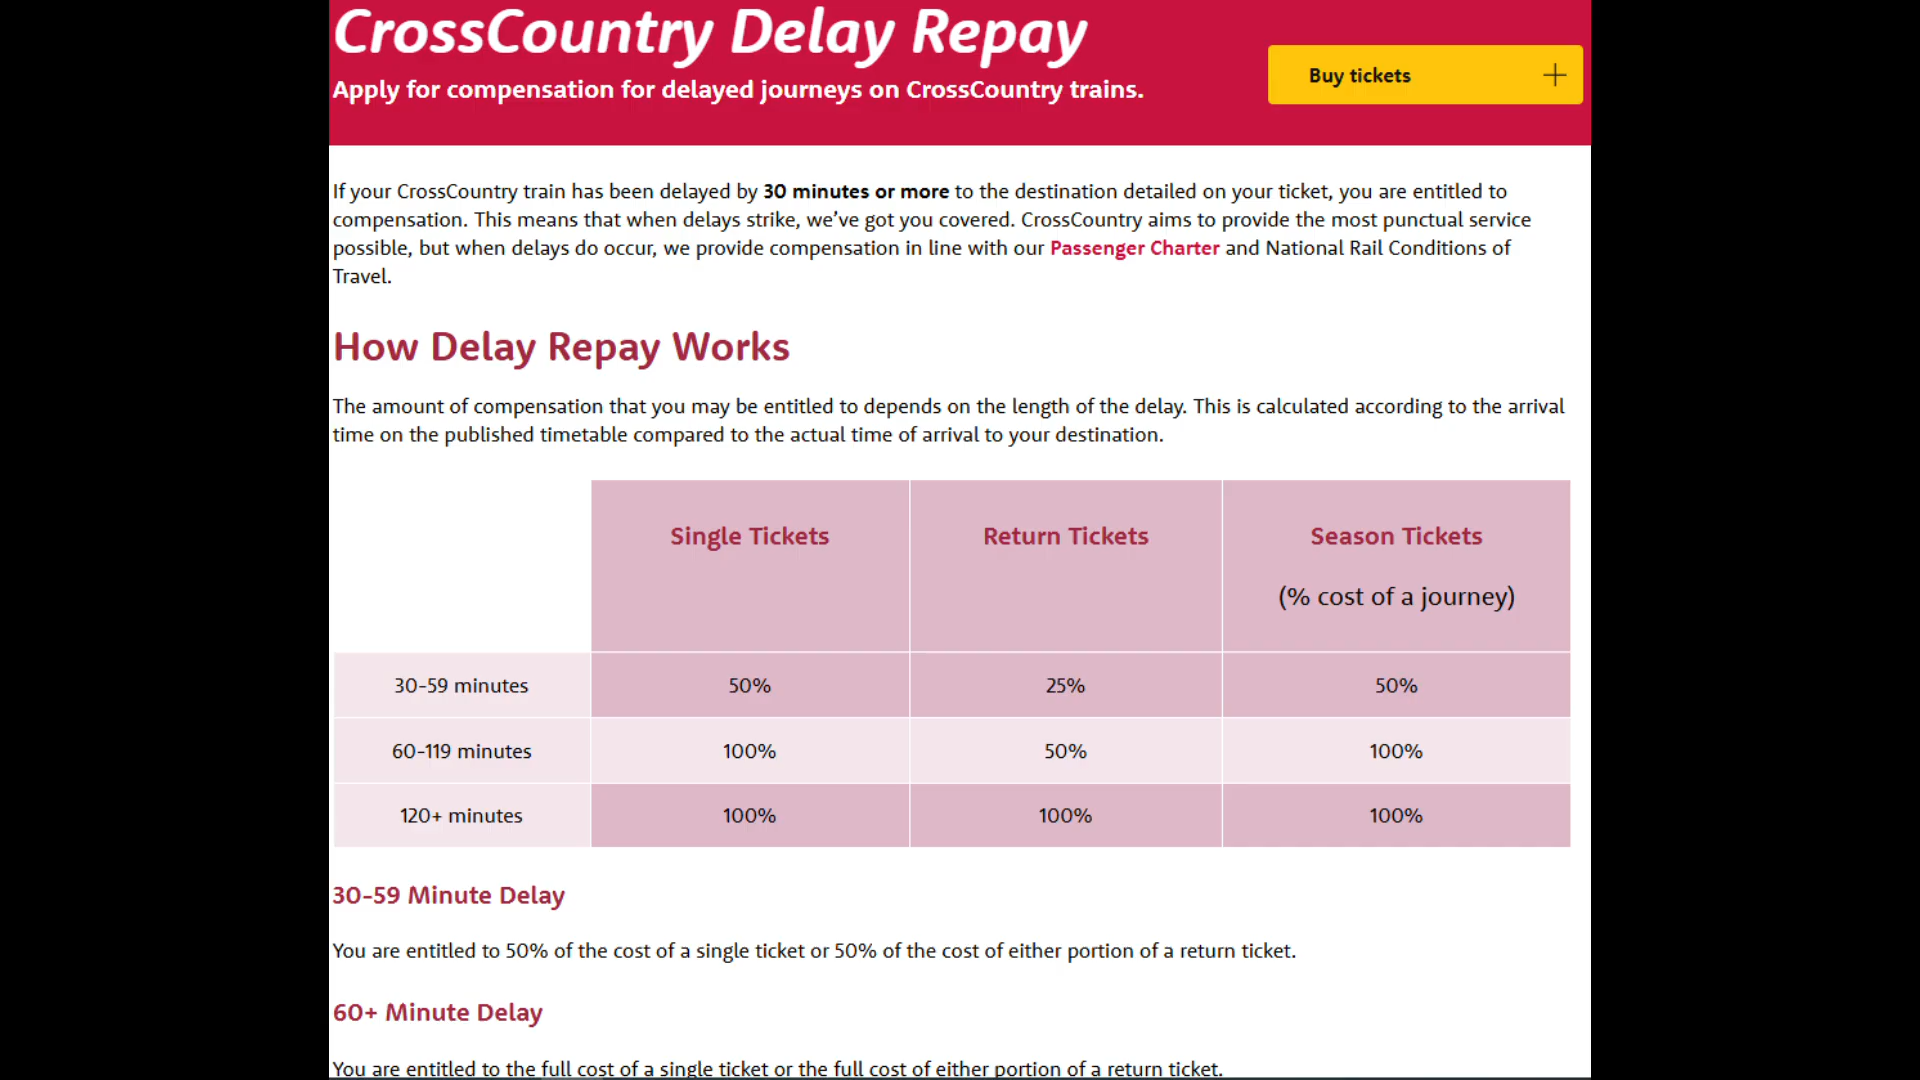 CrossCountry Delay Repay
Apply for compensation for delayed journeys on CrossCountry trains.
Buy tickets
If your CrossCountry train has been delayed by 30 minutes or more to the destination detailed on your ticket, you are entitled to
compensation. This means that when delays strike, we’ve got you covered. CrossCountry aims to provide the most punctual service
possible, but when delays do occur, we provide compensation in line with our Passenger Charter and National Rail Conditions of
Travel.
How Delay Repay Works
The amount of compensation that you may be entitled to depends on the length of the delay. This is calculated according to the arrival
time on the published timetable compared to the actual time of arrival to your destination.
Single Tickets Return Tickets Season Tickets
(% cost of a journey)
30-59 minutes 50% 25% 50%
60-119 minutes 100% 50% 100%
120+ minutes 100% 100% 100%
30-59 Minute Delay
You are entitled to 50% of the cost of a single ticket or 50% of the cost of either portion of a return ticket.
60+ Minute Delay
You are entitled to the full cost of a single ticket or the full cost of either portion of a return ticket.